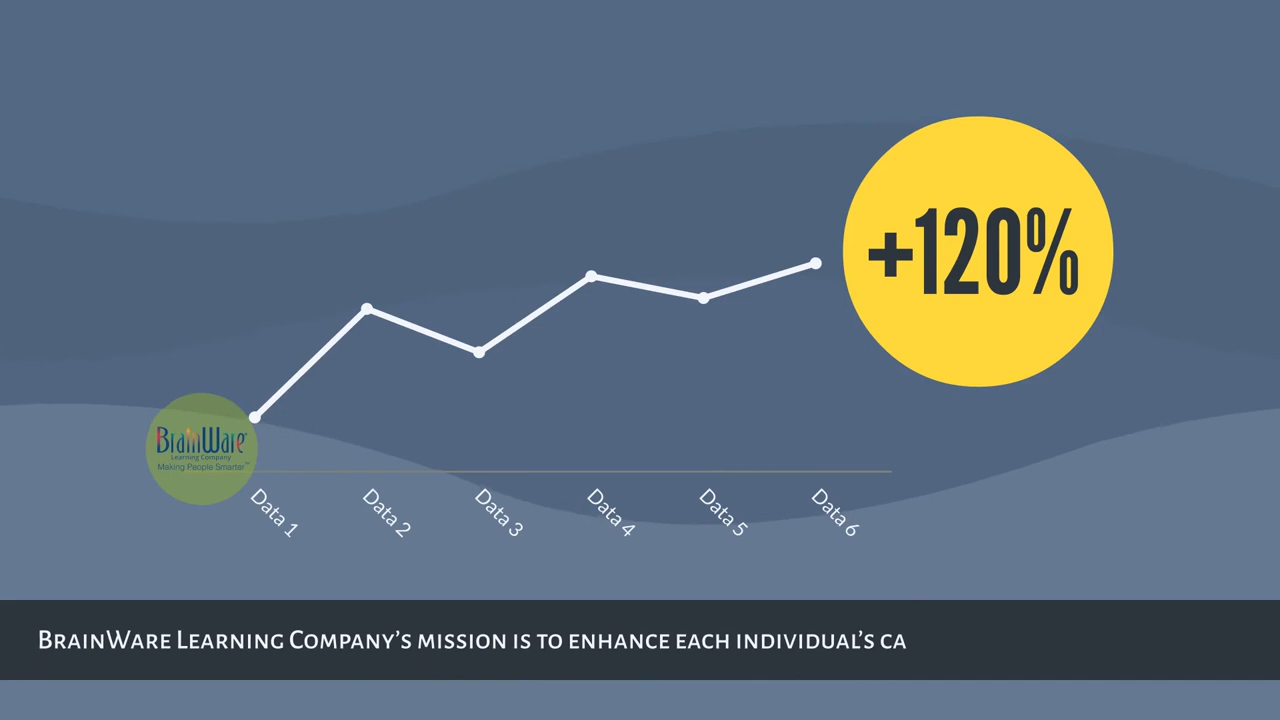 +120%
BrainWare
Learning Company
Making People Smarter™
Data 1
Data 2
Data 3
Data 4
Data 5
Data 6
BrainWare Learning Company’s mission is to enhance each individual’s ca